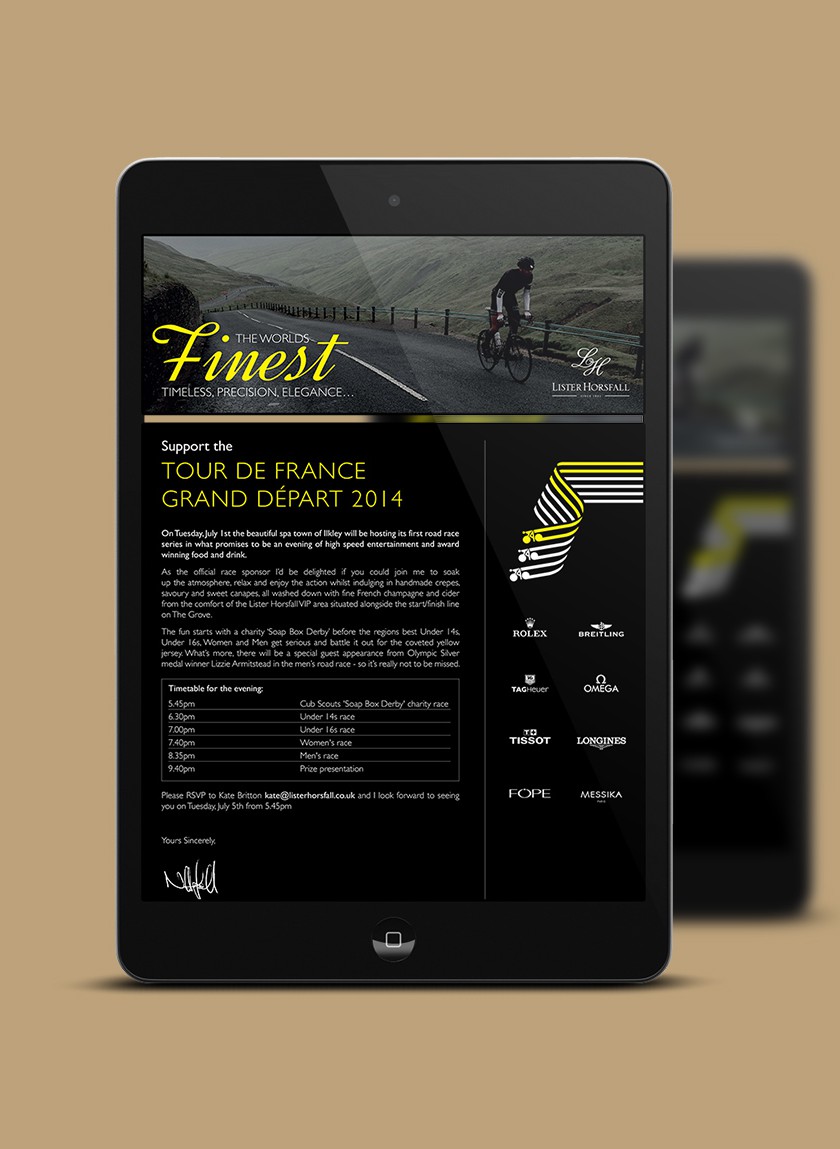 THE WORLDS
Finest
TIMELESS, PRECISION, ELEGANCE...
LH
LISTER HORSFALL
Support the
TOUR DE FRANCE
GRAND DÉPART 2014
On Tuesday, July 1st the beautiful spa town of Ilkley will be hosting its first road race
series in what promises to be an evening of high speed entertainment and award
winning food and drink.
As the official race sponsor I'd be delighted if you could join me to soak
up the atmosphere, relax and enjoy the action whilst indulging in handmade crepes,
savoury and sweet canapes, all washed down with fine French champagne and cider
from the comfort of the Lister Horsfall VIP area situated alongside the start/finish line
on The Grove.
The fun starts with a charity 'Soap Box Derby' before the regions best Under 14s,
Under 16s, Women and Men get serious and battle it out for the coveted yellow
jersey. What's more, there will be a special guest appearance from Olympic Silver
medal winner Lizzie Armitstead in the men's road race - so it's really not to be missed.
Timetable for the evening:
5.45pm Cub Scouts 'Soap Box Derby' charity race
6.30pm Under 14s race
7.00pm Under 16s race
7.40pm Women's race
8.35pm Men's race
9.40pm Prize presentation
Please RSVP to Kate Britton kate@listerhorsfall.co.uk and I look forward to seeing
you on Tuesday, July 5th from 5.45pm
Yours Sincerely,
ROLEX BREITLING
TAGHeuer OMEGA
T+
TISSOT LONGINES
FOPE MESSIKA
PARIS